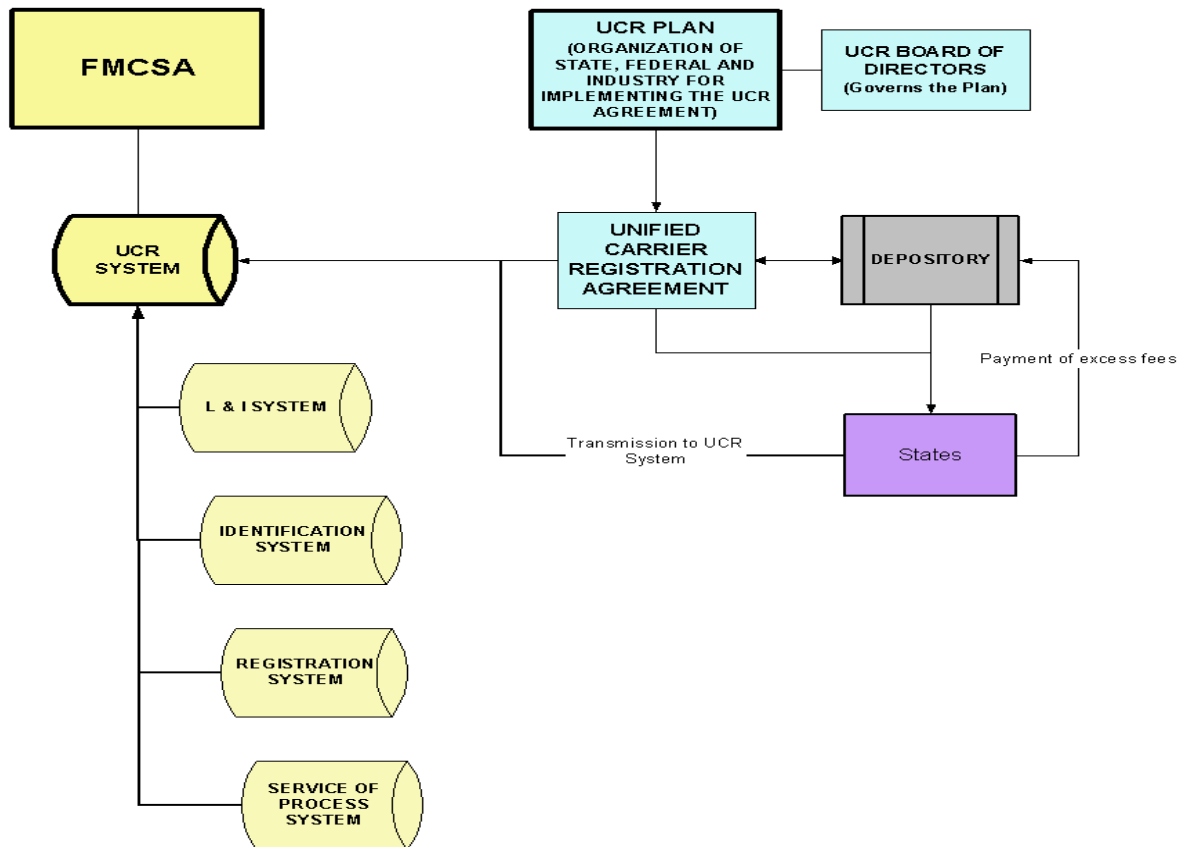 FMCSA
UCR PLAN
(ORGANIZATION OF
STATE, FEDERAL AND
INDUSTRY FOR
IMPLEMENTING THE UCR
AGREEMENT)
UCR BOARD OF
DIRECTORS
(Governs the Plan)
UCR
SYSTEM
UNIFIED
CARRIER
REGISTRATION
AGREEMENT
DEPOSITORY
Payment of excess fees
L & I SYSTEM
Transmission to UCR
System
States
IDENTIFICATION
SYSTEM
REGISTRATION
SYSTEM
SERVICE OF
PROCESS
SYSTEM